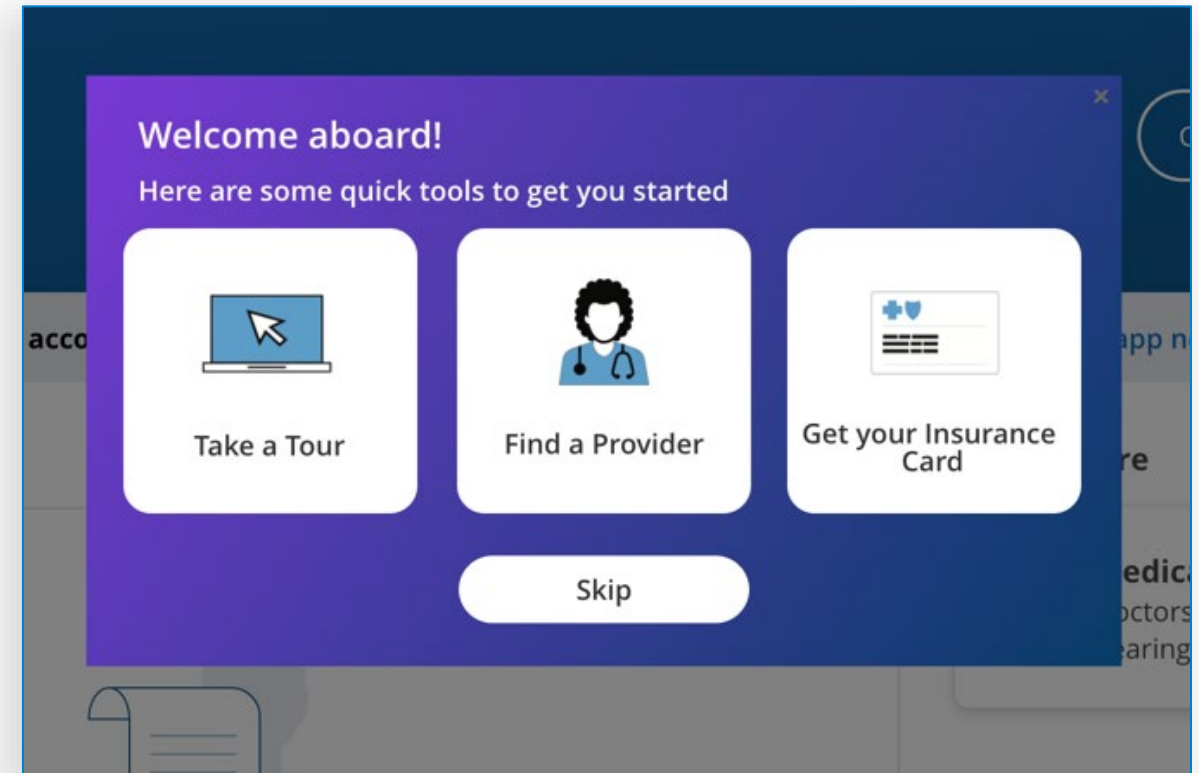 Welcome aboard!
Here are some quick tools to get you started
Take a Tour
Find a Provider
Get your Insurance
Card
Skip